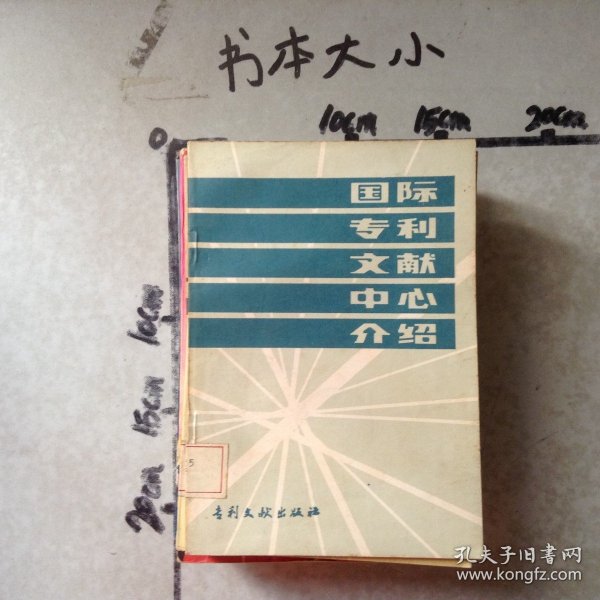 书本大小
0 10cm 15cm 20cm
10cm
15cm
20cm
国际
专利
文献
中心
介绍
5
专利文献出版社
孔夫子旧书网
www.kongfz.com